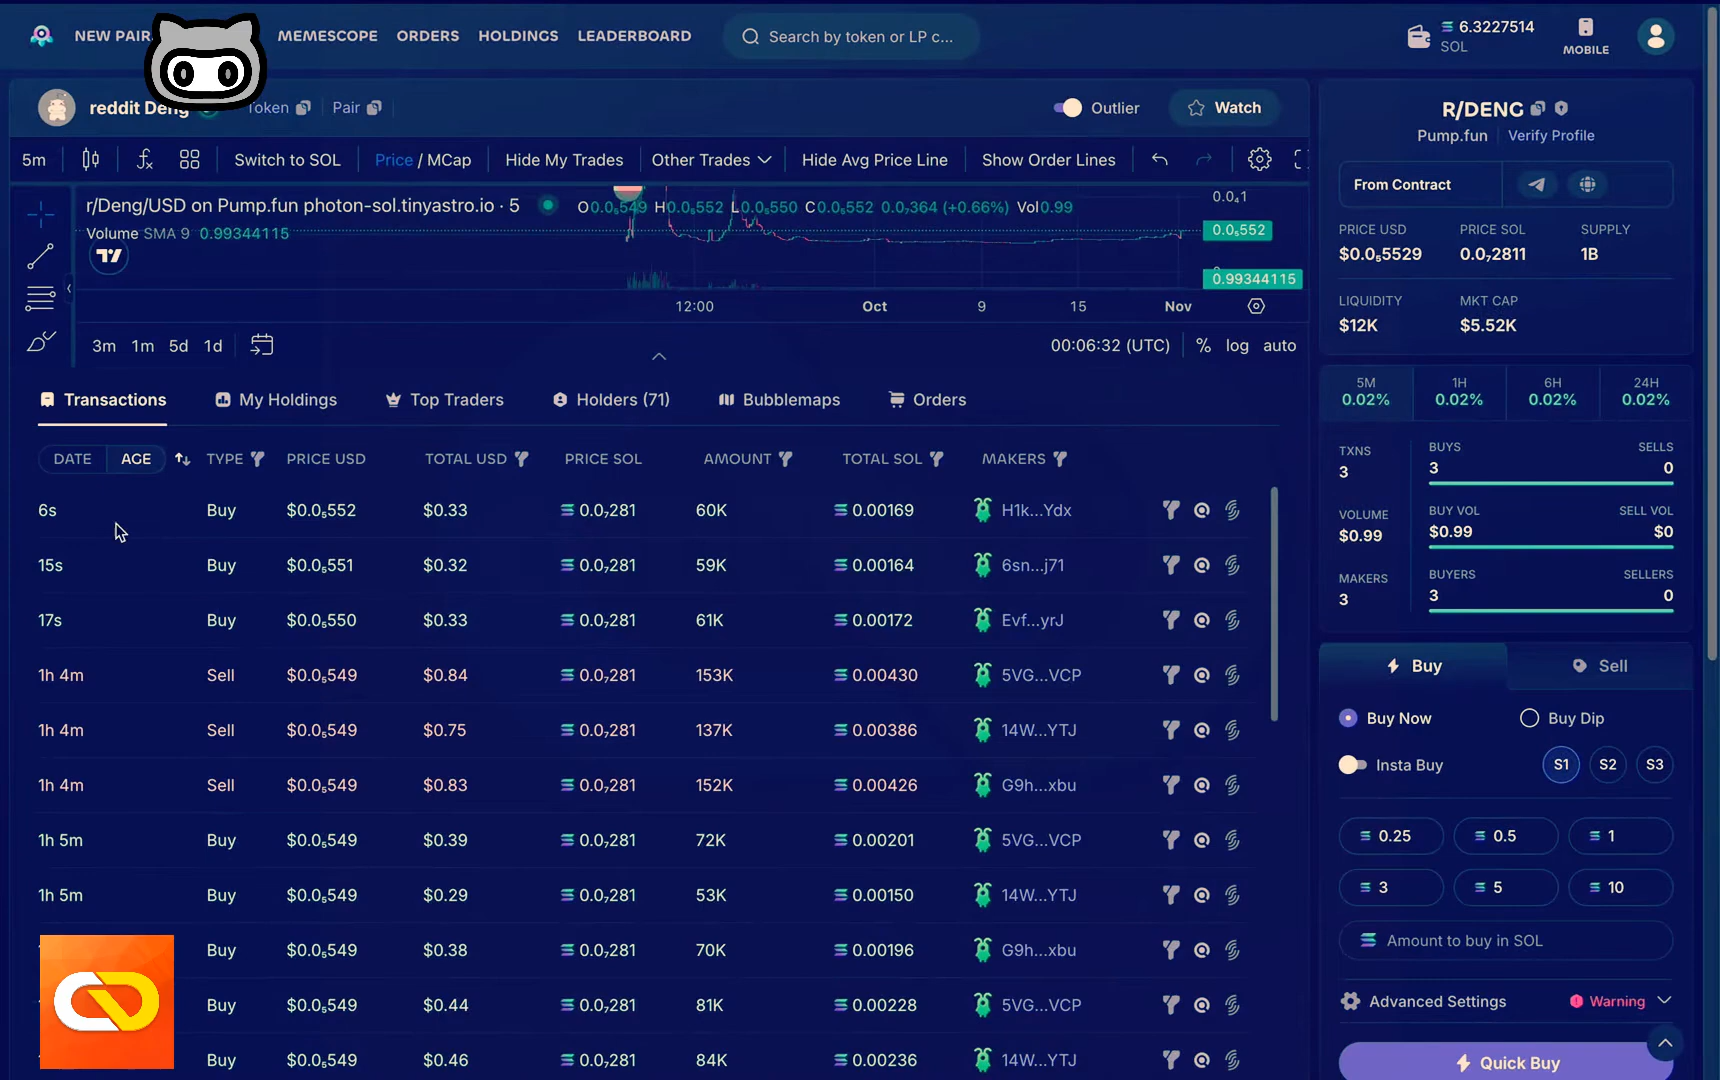 NEW PAIR MEMESCOPE ORDERS HOLDINGS LEADERBOARD Search by token or LP c... 6.3227514 SOL MOBILE
reddit Deng Token Pair Outlier Watch
5m Switch to SOL Price / MCap Hide My Trades Other Trades Hide Avg Price Line Show Order Lines
r/Deng/USD on Pump.fun photon-sol.tinyastro.io · 5 O0.0₅549 H0.0₅552 L0.0₅550 C0.0₅552 0.0₇364 (+0.66%) Vol0.99
Volume SMA 9 0.99344115
0.0₄1
0.0₅552
0.99344115
12:00 Oct 9 15 Nov
3m 1m 5d 1d 00:06:32 (UTC) % log auto
Transactions My Holdings Top Traders Holders (71) Bubblemaps Orders
DATE AGE TYPE PRICE USD TOTAL USD PRICE SOL AMOUNT TOTAL SOL MAKERS
6s Buy $0.0₅552 $0.33 0.0₇281 60K 0.00169 H1k...Ydx
15s Buy $0.0₅551 $0.32 0.0₇281 59K 0.00164 6sn...j71
17s Buy $0.0₅550 $0.33 0.0₇281 61K 0.00172 Evf...yrJ
1h 4m Sell $0.0₅549 $0.84 0.0₇281 153K 0.00430 5VG...VCP
1h 4m Sell $0.0₅549 $0.75 0.0₇281 137K 0.00386 14W...YTJ
1h 4m Sell $0.0₅549 $0.83 0.0₇281 152K 0.00426 G9h...xbu
1h 5m Buy $0.0₅549 $0.39 0.0₇281 72K 0.00201 5VG...VCP
1h 5m Buy $0.0₅549 $0.29 0.0₇281 53K 0.00150 14W...YTJ
Buy $0.0₅549 $0.38 0.0₇281 70K 0.00196 G9h...xbu
Buy $0.0₅549 $0.44 0.0₇281 81K 0.00228 5VG...VCP
Buy $0.0₅549 $0.46 0.0₇281 84K 0.00236 14W...YTJ
R/DENG
Pump.fun Verify Profile
From Contract
PRICE USD PRICE SOL SUPPLY
$0.0₅5529 0.0₇2811 1B
LIQUIDITY MKT CAP
$12K $5.52K
5M 1H 6H 24H
0.02% 0.02% 0.02% 0.02%
TXNS BUYS SELLS
3 3 0
VOLUME BUY VOL SELL VOL
$0.99 $0.99 $0
MAKERS BUYERS SELLERS
3 3 0
Buy Sell
Buy Now Buy Dip
Insta Buy S1 S2 S3
0.25 0.5 1
3 5 10
Amount to buy in SOL
Advanced Settings Warning
Quick Buy